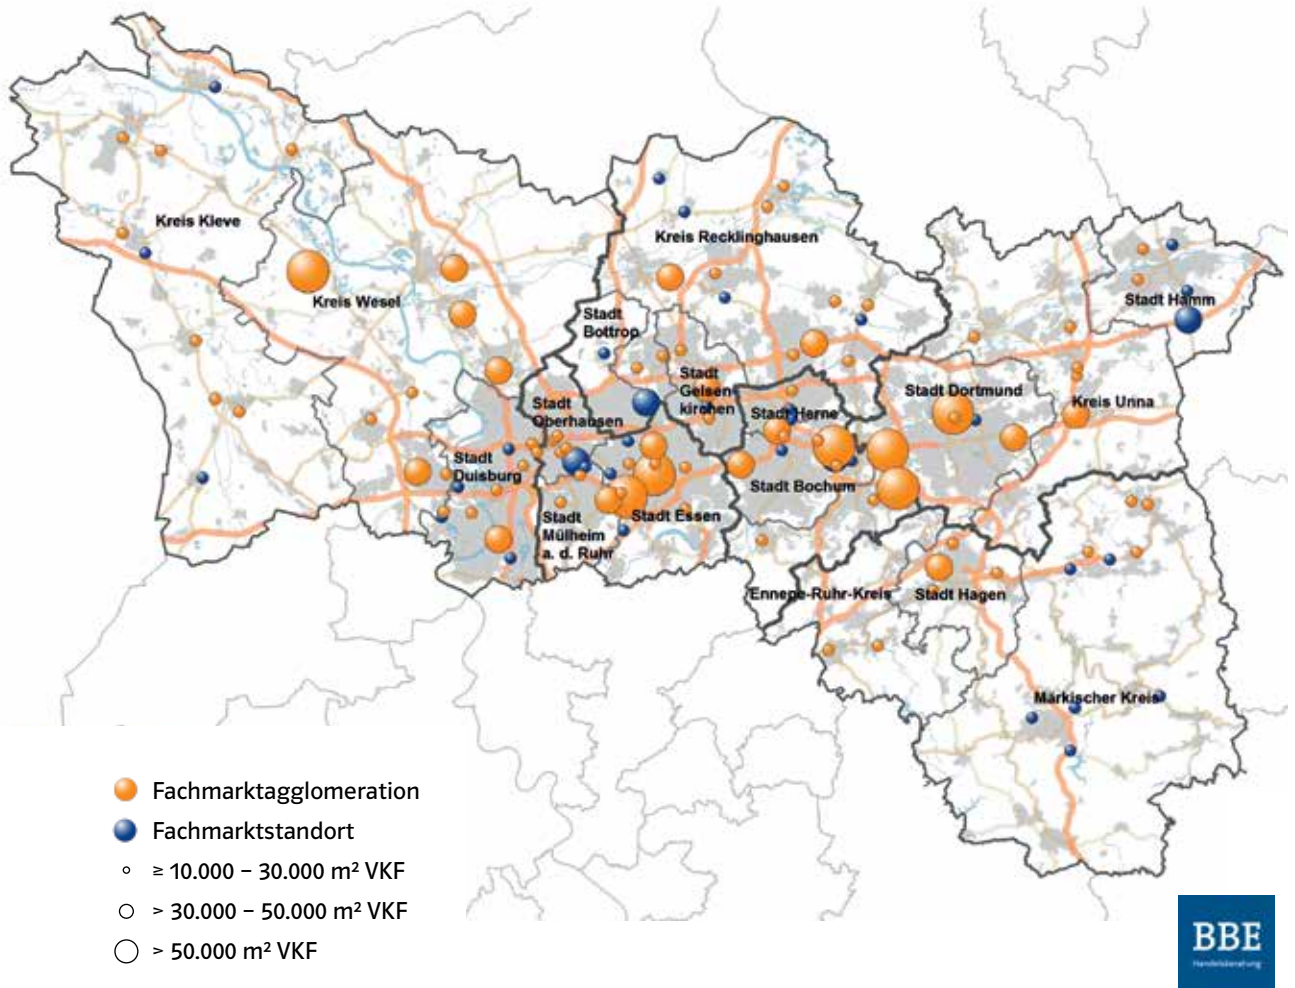 Kreis Kleve
Kreis Recklinghausen
Kreis Wesel
Stadt Hamm
Stadt
Bottrop
Stadt
Gelsen-
kirchen
Stadt Dortmund
Kreis Unna
Stadt
Oberhausen
Stadt Herne
Stadt
Duisburg
Stadt Bochum
Stadt
Mülheim
a. d. Ruhr
Stadt Essen
Ennepe-Ruhr-Kreis
Stadt Hagen
Märkischer Kreis
Fachmarktagglomeration
Fachmarktstandort
≥ 10.000 – 30.000 m² VKF
> 30.000 – 50.000 m² VKF
> 50.000 m² VKF
BBE
Handelsberatung